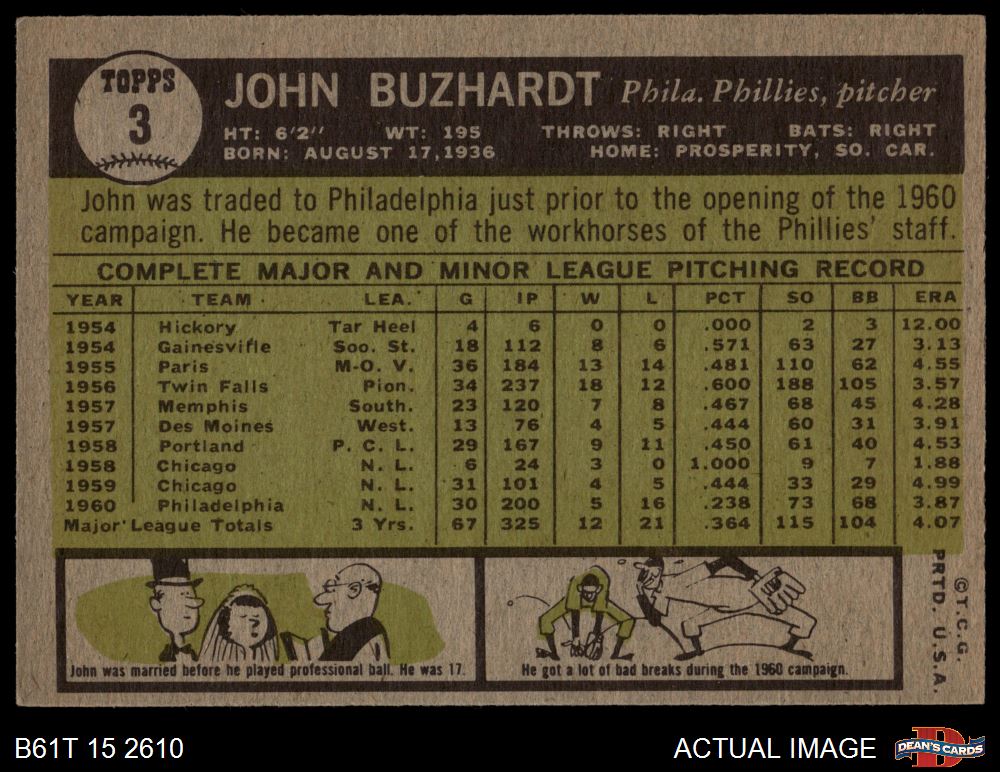 TOPPS
3
JOHN BUZHARDT Phila. Phillies, pitcher
HT: 6'2" WT: 195 THROWS: RIGHT BATS: RIGHT
BORN: AUGUST 17,1936 HOME: PROSPERITY, SO. CAR.
John was traded to Philadelphia just prior to the opening of the 1960
campaign. He became one of the workhorses of the Phillies' staff.
COMPLETE MAJOR AND MINOR LEAGUE PITCHING RECORD
YEAR TEAM LEA. G IP W L PCT SO BB ERA
1954 Hickory Tar Heel 4 6 0 0 .000 2 3 12.00
1954 Gainesville Soo. St. 18 112 8 6 .571 63 27 3.13
1955 Paris M-O. V. 36 184 13 14 .481 110 62 4.55
1956 Twin Falls Pion. 34 237 18 12 .600 188 105 3.57
1957 Memphis South. 23 120 7 8 .467 68 45 4.28
1957 Des Moines West. 13 76 4 5 .444 60 31 3.91
1958 Portland P. C. L. 29 167 9 11 .450 61 40 4.53
1958 Chicago N. L. 6 24 3 0 1.000 9 7 1.88
1959 Chicago N. L. 31 101 4 5 .444 33 29 4.99
1960 Philadelphia N. L. 30 200 5 16 .238 73 68 3.87
Major League Totals 3 Yrs. 67 325 12 21 .364 115 104 4.07
John was married before he played professional ball. He was 17.
He got a lot of bad breaks during the 1960 campaign.
©T.C.G.
PRTD. U.S.A.
B61T 15 2610
ACTUAL IMAGE
D
DEAN'S CARDS